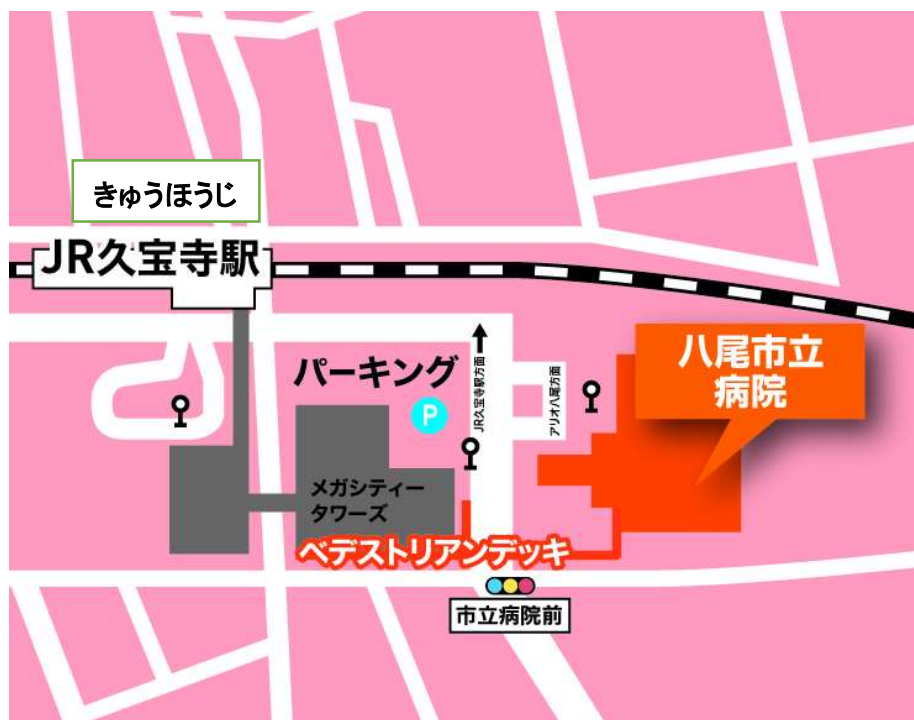 きゅうほうじ
JR久宝寺駅
八尾市立
病院
パーキング
P
JR久宝寺駅方面
アリオ八尾方面
メガシティー
タワーズ
ペデストリアンデッキ
市立病院前